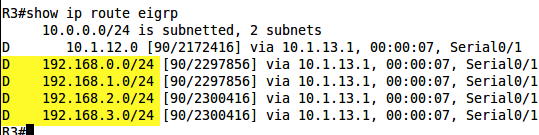 R3#show ip route eigrp
     10.0.0.0/24 is subnetted, 2 subnets
D       10.1.12.0 [90/2172416] via 10.1.13.1, 00:00:07, Serial0/1
D    192.168.0.0/24 [90/2297856] via 10.1.13.1, 00:00:07, Serial0/1
D    192.168.1.0/24 [90/2297856] via 10.1.13.1, 00:00:07, Serial0/1
D    192.168.2.0/24 [90/2300416] via 10.1.13.1, 00:00:07, Serial0/1
D    192.168.3.0/24 [90/2300416] via 10.1.13.1, 00:00:07, Serial0/1
R3#